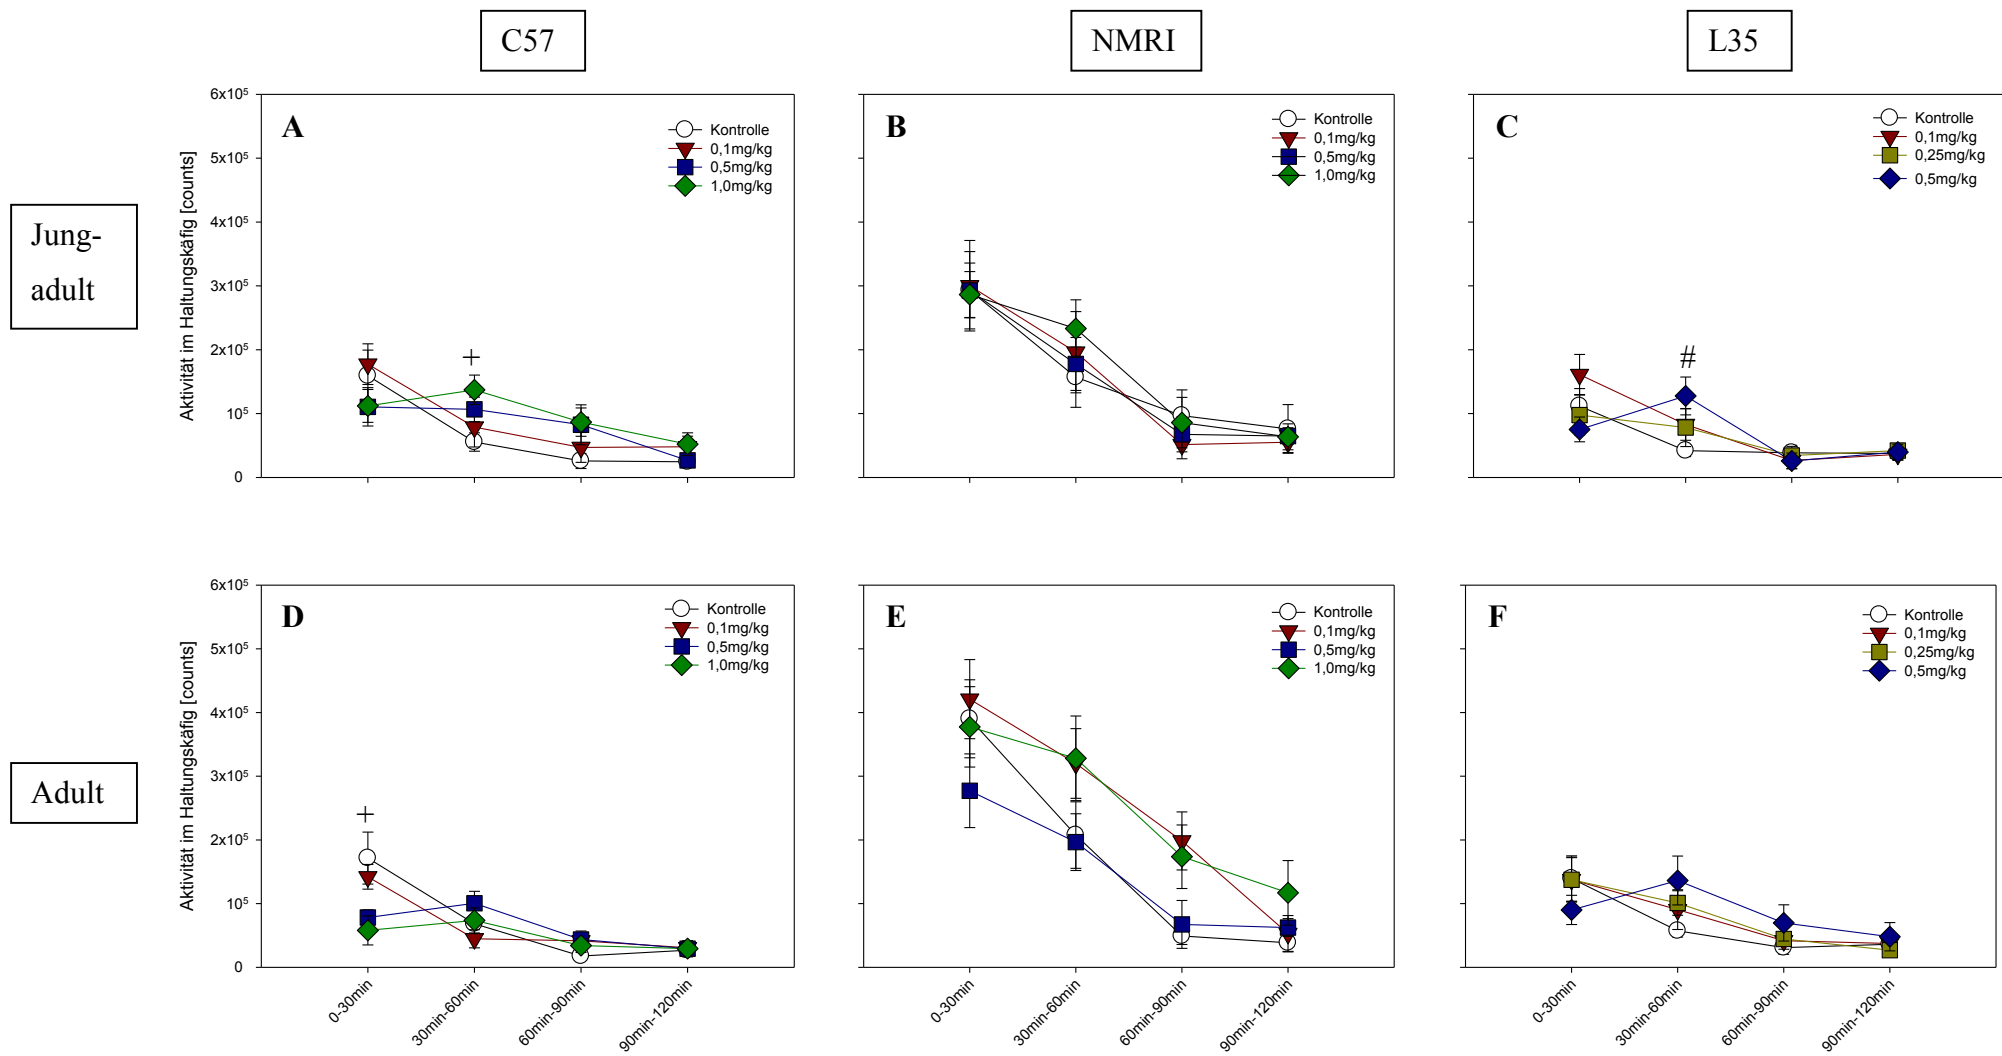 C57
NMRI
L35
Jung-
adult
Adult
A
Aktivität im Haltungskäfig [counts]
6x10⁵
5x10⁵
4x10⁵
3x10⁵
2x10⁵
10⁵
0
Kontrolle
0,1mg/kg
0,5mg/kg
1,0mg/kg
+
B
Kontrolle
0,1mg/kg
0,5mg/kg
1,0mg/kg
C
Kontrolle
0,1mg/kg
0,25mg/kg
0,5mg/kg
#
D
Aktivität im Haltungskäfig [counts]
6x10⁵
5x10⁵
4x10⁵
3x10⁵
2x10⁵
10⁵
0
Kontrolle
0,1mg/kg
0,5mg/kg
1,0mg/kg
+
0-30min
30min-60min
60min-90min
90min-120min
E
Kontrolle
0,1mg/kg
0,5mg/kg
1,0mg/kg
0-30min
30min-60min
60min-90min
90min-120min
F
Kontrolle
0,1mg/kg
0,25mg/kg
0,5mg/kg
0-30min
30min-60min
60min-90min
90min-120min